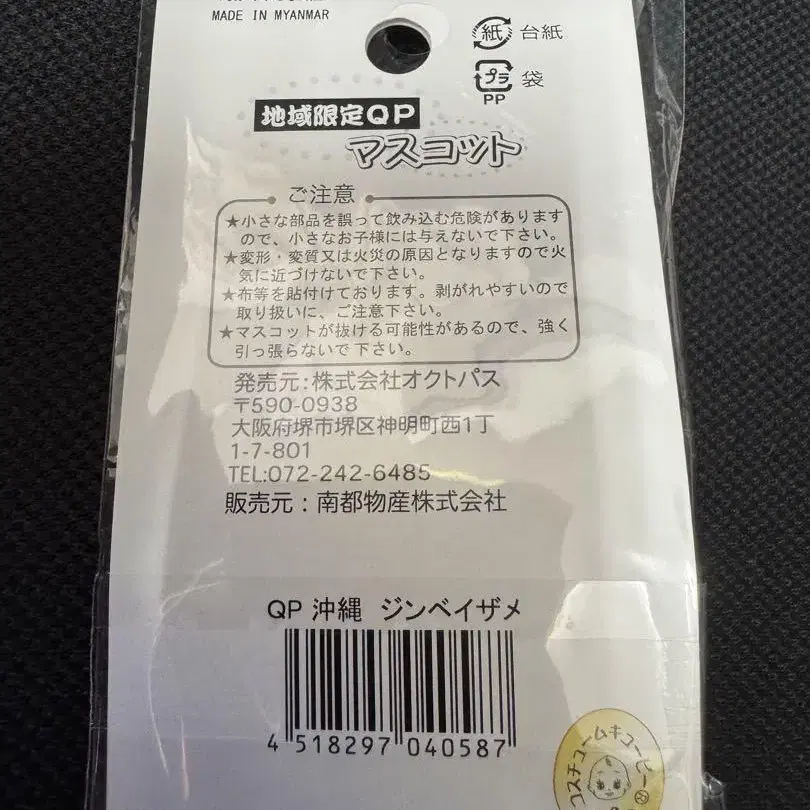 MADE IN MYANMAR
紙 台紙
プラ 袋
PP
地域限定QP
マスコット
ご注意
★小さな部品を誤って飲み込む危険があります
ので、小さなお子様には与えないで下さい。
★変形・変質又は火災の原因となりますので火
気に近づけないで下さい。
★布等を貼付けております。剥がれやすいので
取り扱いに、ご注意下さい。
★マスコットが抜ける可能性があるので、強く
引っ張らないで下さい。
発売元:株式会社オクトパス
〒590-0938
大阪府堺市堺区神明町西1丁
1-7-801
TEL:072-242-6485
販売元：南都物産株式会社
QP 沖縄 ジンベイザメ
4 518297 040587
コスチュームキューピー®